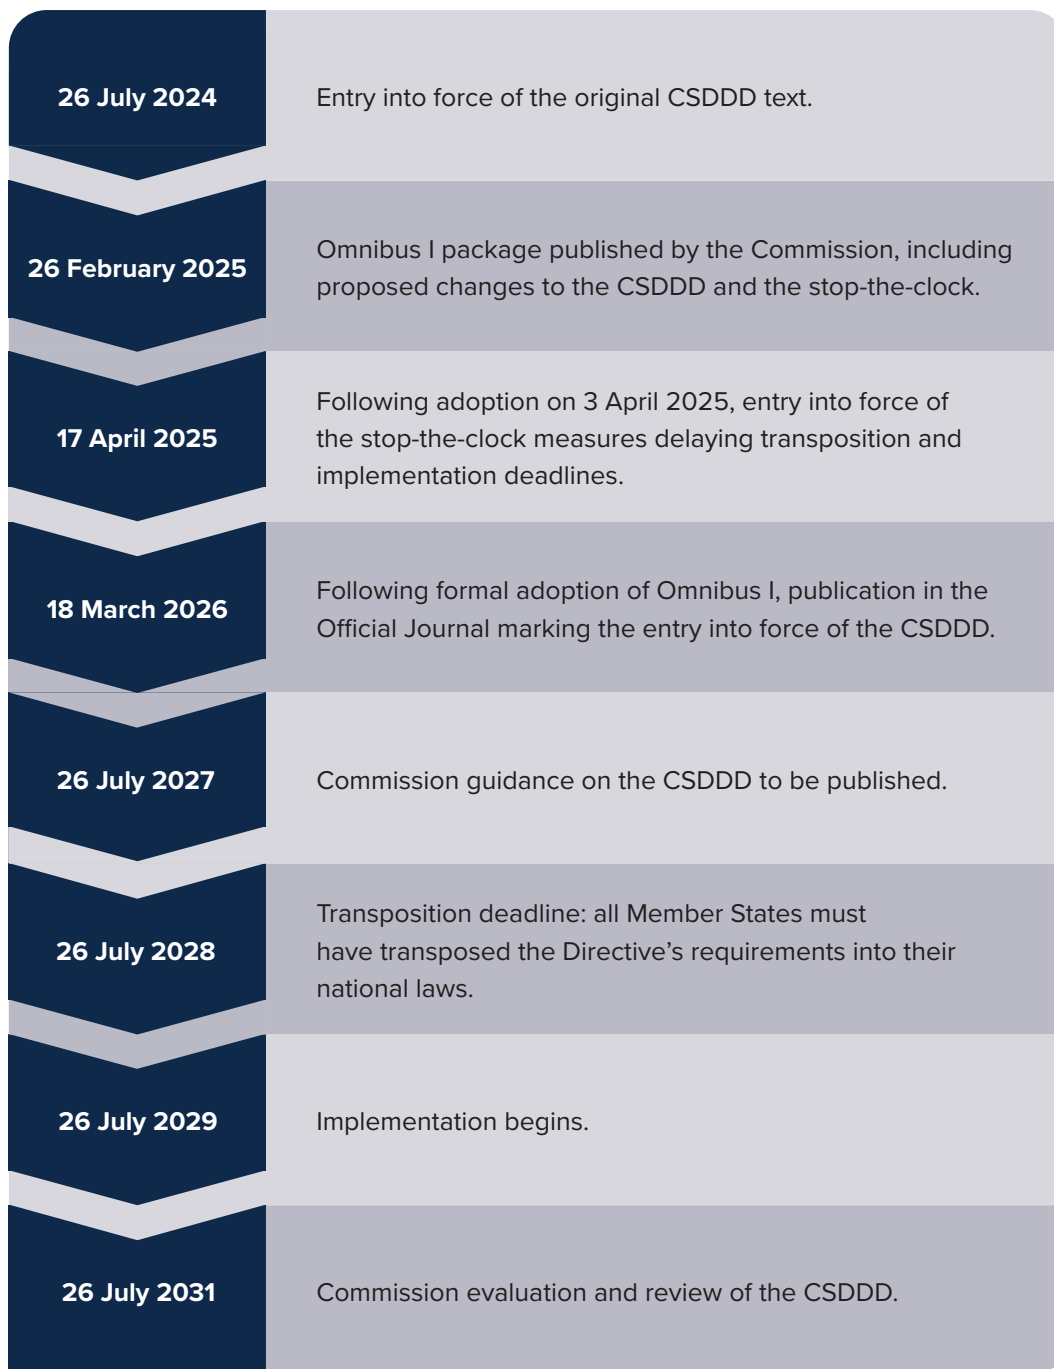 26 July 2024
Entry into force of the original CSDDD text.
26 February 2025
Omnibus I package published by the Commission, including
proposed changes to the CSDDD and the stop-the-clock.
17 April 2025
Following adoption on 3 April 2025, entry into force of
the stop-the-clock measures delaying transposition and
implementation deadlines.
18 March 2026
Following formal adoption of Omnibus I, publication in the
Official Journal marking the entry into force of the CSDDD.
26 July 2027
Commission guidance on the CSDDD to be published.
26 July 2028
Transposition deadline: all Member States must
have transposed the Directive’s requirements into their
national laws.
26 July 2029
Implementation begins.
26 July 2031
Commission evaluation and review of the CSDDD.